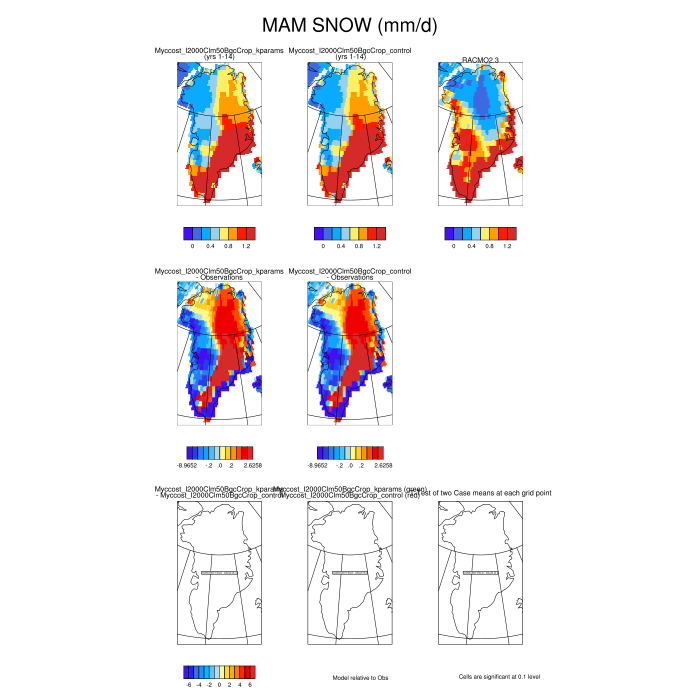 MAM SNOW (mm/d)
Myccost_I2000Clm50BgcCrop_kparams
(yrs 1-14)
Myccost_I2000Clm50BgcCrop_control
(yrs 1-14)
RACMO2.3
0 0.4 0.8 1.2
0 0.4 0.8 1.2
0 0.4 0.8 1.2
Myccost_I2000Clm50BgcCrop_kparams
- Observations
Myccost_I2000Clm50BgcCrop_control
- Observations
-8.9652 -.2 .0 .2 2.6258
-8.9652 -.2 .0 .2 2.6258
Myccost_I2000Clm50BgcCrop_kparams
- Myccost_I2000Clm50BgcCrop_control
Myccost_I2000Clm50BgcCrop_kparams (green)
Myccost_I2000Clm50BgcCrop_control (red)
of two Case means at each grid point
-6 -4 -2 0 2 4 6
Model relative to Obs
Cells are significant at 0.1 level